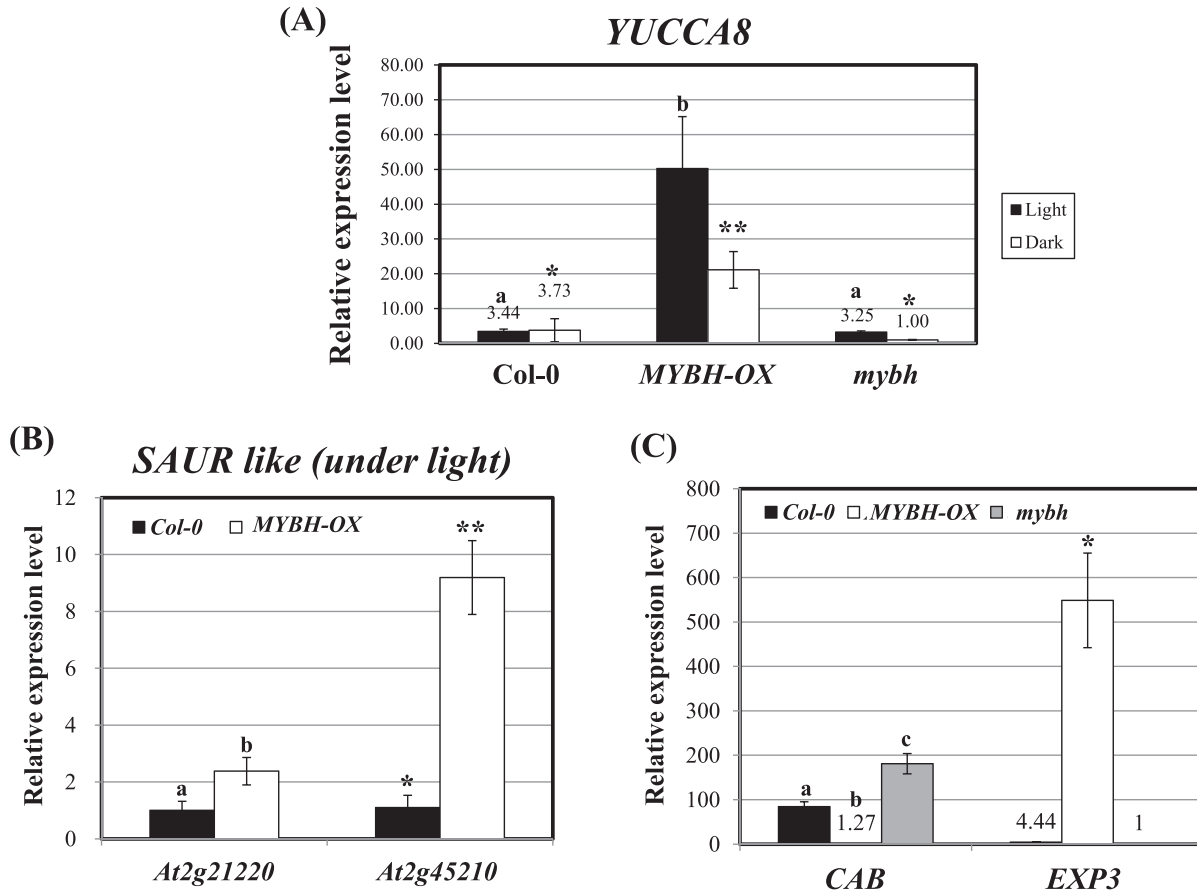 (A)
YUCCA8
Relative expression level
80.00
70.00
60.00
50.00
40.00
30.00
20.00
10.00
0.00
a
3.44
*
3.73
b
**
a
3.25
*
1.00
Light
Dark
Col-0 MYBH-OX mybh
(B)
SAUR like (under light)
Relative expression level
12
10
8
6
4
2
0
Col-0 MYBH-OX
a
b
*
**
At2g21220 At2g45210
(C)
Relative expression level
800
700
600
500
400
300
200
100
0
Col-0 MYBH-OX mybh
a
b
1.27
c
4.44
*
1
CAB EXP3